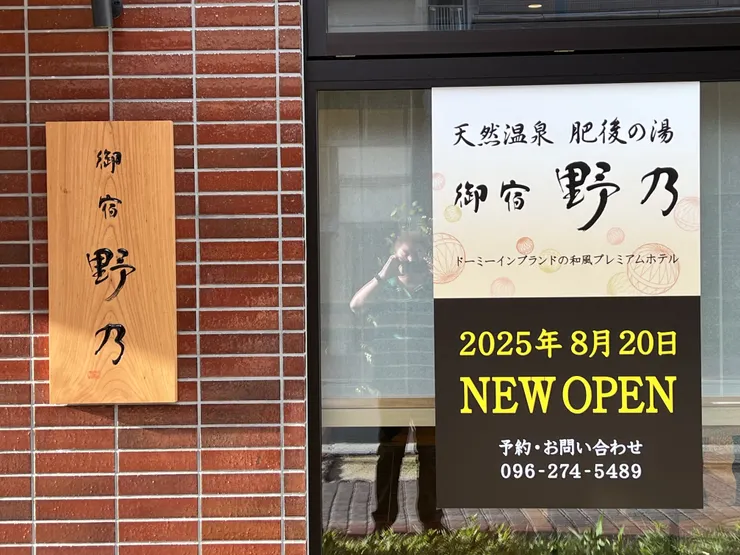 御宿野乃
天然温泉 肥後の湯
御宿 野乃
ドーミーインブランドの和風プレミアムホテル
2025年8月20日
NEW OPEN
予約・お問い合わせ
096-274-5489